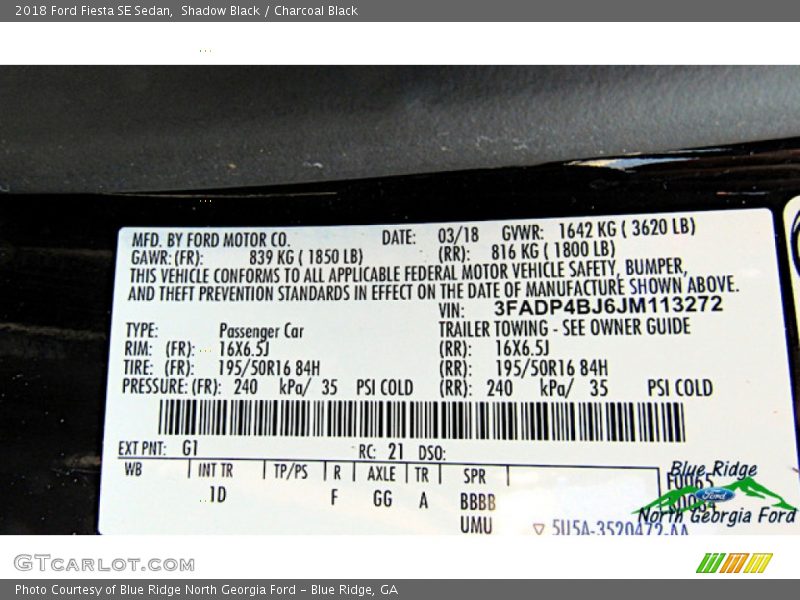 2018 Ford Fiesta SE Sedan,  Shadow Black / Charcoal Black
MFD. BY FORD MOTOR CO. DATE: 03/18 GVWR: 1642 KG ( 3620 LB)
GAWR: (FR): 839 KG ( 1850 LB) (RR): 816 KG ( 1800 LB)
THIS VEHICLE CONFORMS TO ALL APPLICABLE FEDERAL MOTOR VEHICLE SAFETY, BUMPER,
AND THEFT PREVENTION STANDARDS IN EFFECT ON THE DATE OF MANUFACTURE SHOWN ABOVE.
VIN: 3FADP4BJ6JM113272
TYPE: Passenger Car TRAILER TOWING - SEE OWNER GUIDE
RIM: (FR): 16X6.5J (RR): 16X6.5J
TIRE: (FR): 195/50R16 84H (RR): 195/50R16 84H
PRESSURE: (FR): 240 kPa/ 35 PSI COLD (RR): 240 kPa/ 35 PSI COLD
EXT PNT: G1 RC: 21 DSO:
WB INT TR TP/PS R AXLE TR SPR
F0065
1D F GG A BBBB
UMU 5U5A-3520472-AA
Blue Ridge
Ford
North Georgia Ford
GTcarlot.com
Photo Courtesy of Blue Ridge North Georgia Ford – Blue Ridge, GA